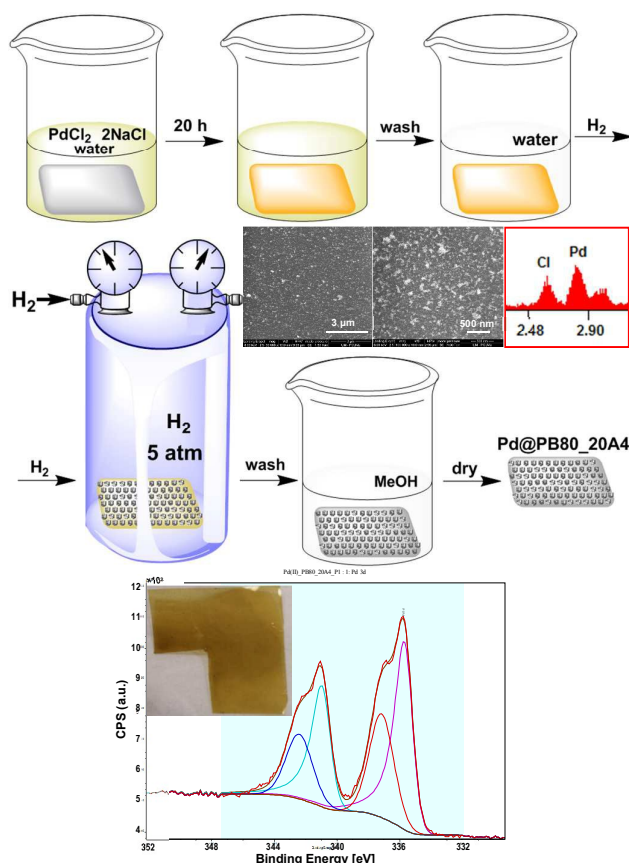 PdCl2 2NaCl
water
20 h
wash
water
H2
H2
H2
5 atm
3 µm
500 nm
Cl
Pd
2.48
2.90
H2
wash
MeOH
dry
Pd@PB80_20A4
Pd(II)_PB80_20A4_P1 : 1: Pd 3d
12
11
9
8
7
6
5
4
CPS (a.u.)
352
348
344
340
336
332
Binding Energy [eV]